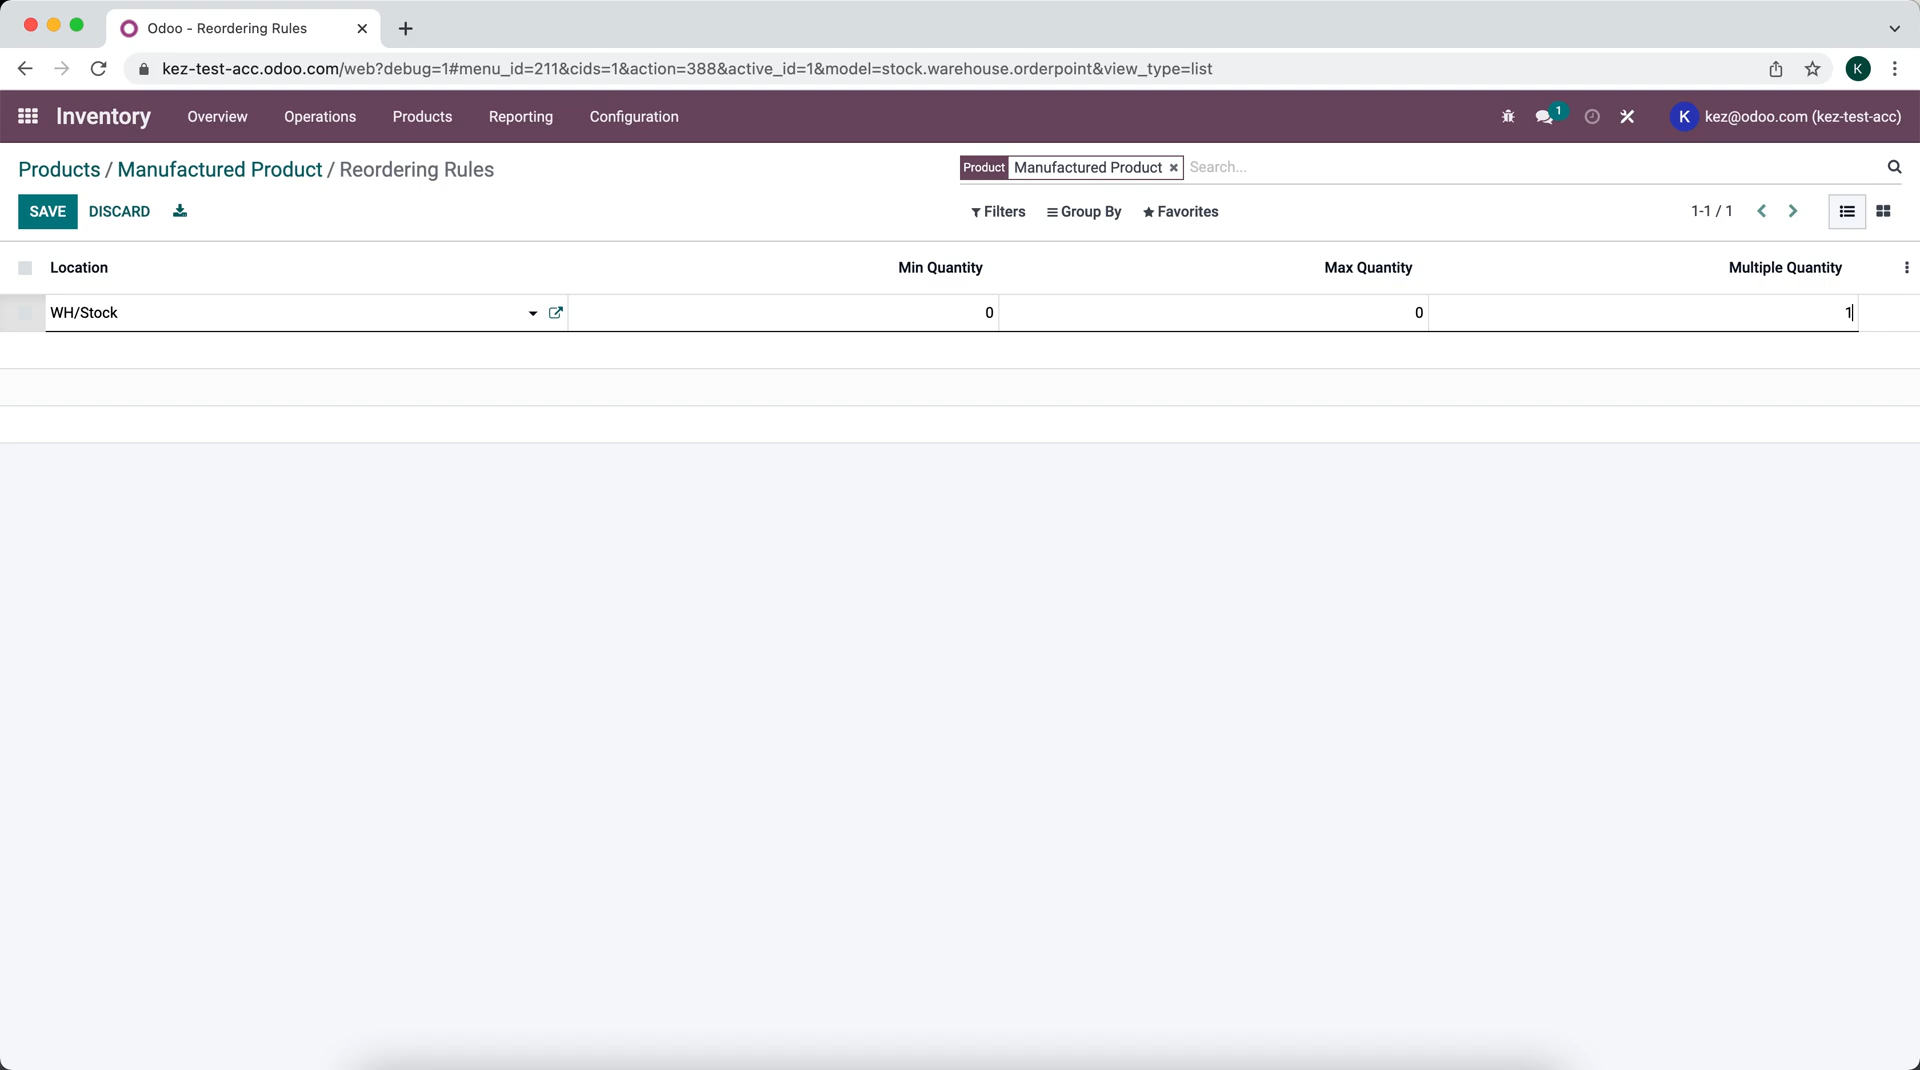 Odoo - Reordering Rules
kez-test-acc.odoo.com/web?debug=1#menu_id=211&cids=1&action=388&active_id=1&model=stock.warehouse.orderpoint&view_type=list
K
Inventory Overview Operations Products Reporting Configuration 1 K kez@odoo.com (kez-test-acc)
Products / Manufactured Product / Reordering Rules
Product Manufactured Product × Search...
SAVE DISCARD Filters Group By Favorites 1-1 / 1
Location Min Quantity Max Quantity Multiple Quantity
WH/Stock 0 0 1